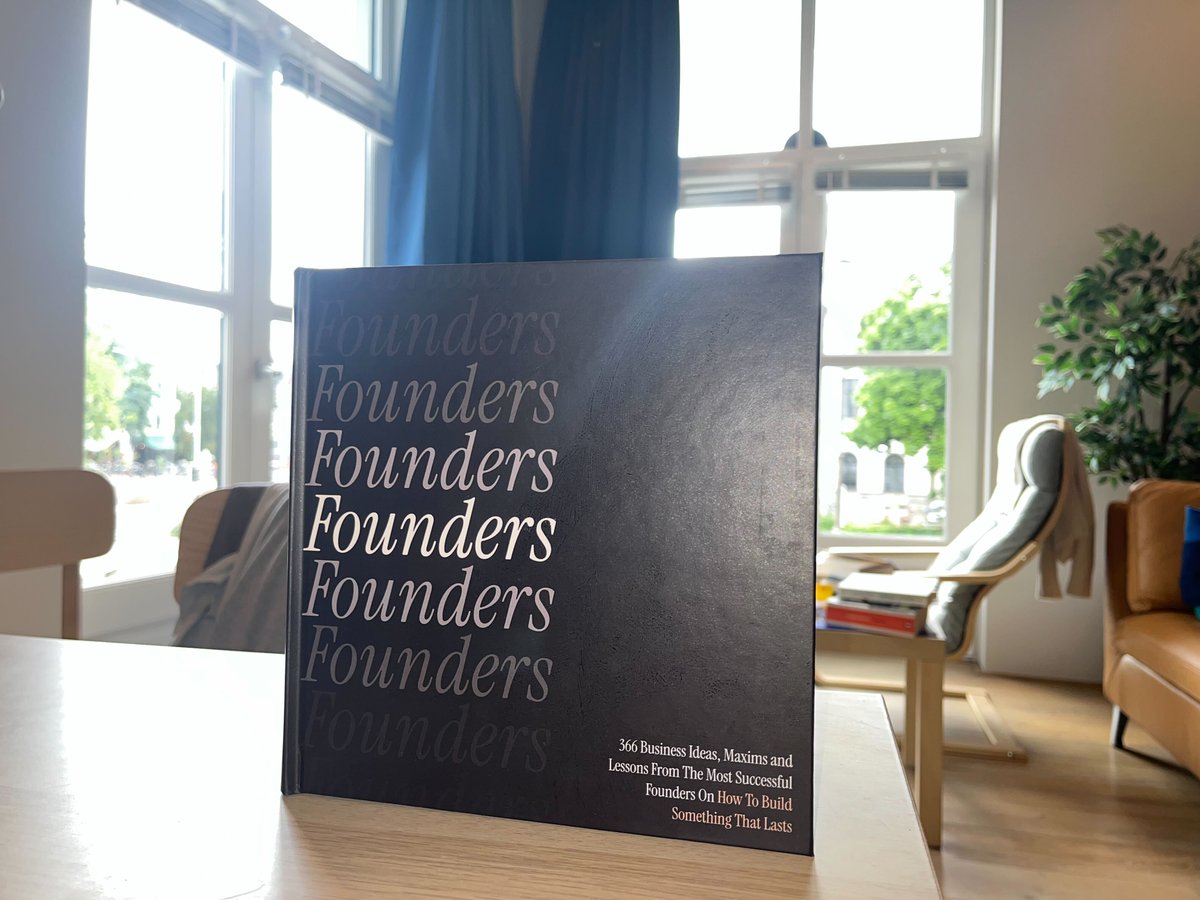 Founders
Founders
Founders
Founders
Founders
Founders
Founders
Founders
Founders
366 Business Ideas, Maxims and
Lessons From The Most Successful
Founders On How To Build
Something That Lasts